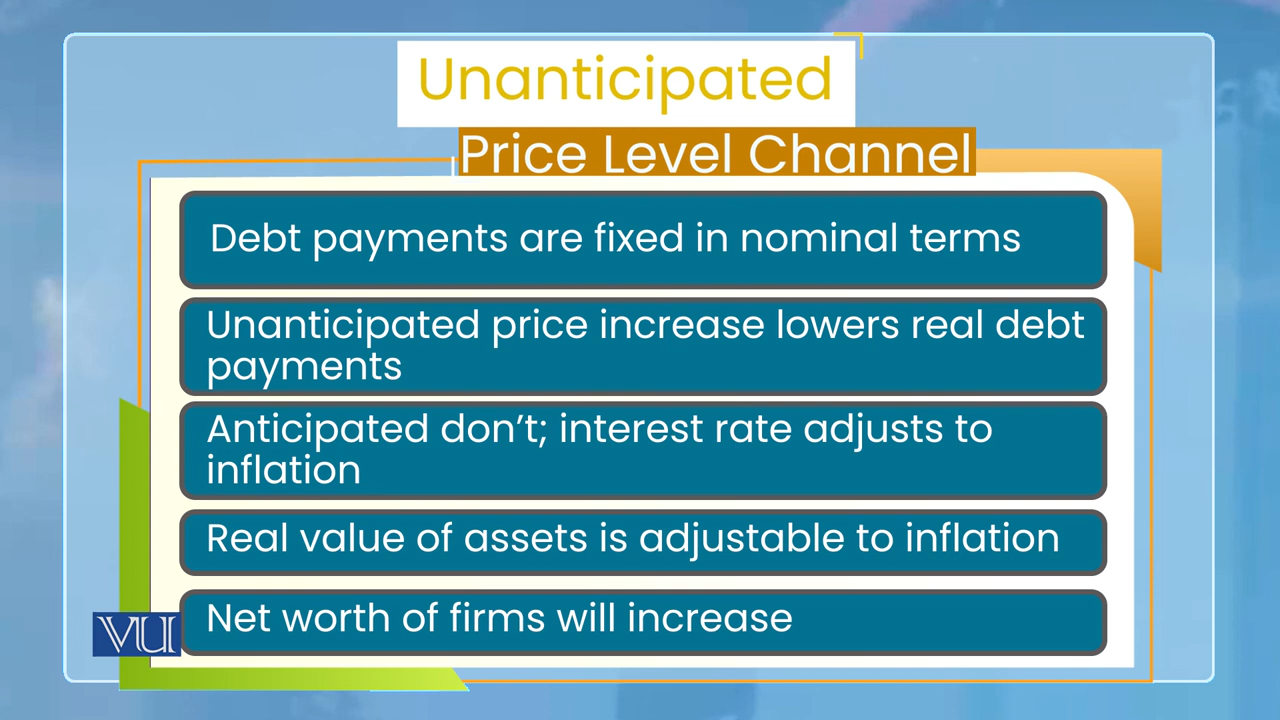 Unanticipated
Price Level Channel
Debt payments are fixed in nominal terms
Unanticipated price increase lowers real debt
payments
Anticipated don’t; interest rate adjusts to
inflation
Real value of assets is adjustable to inflation
Net worth of firms will increase
VU